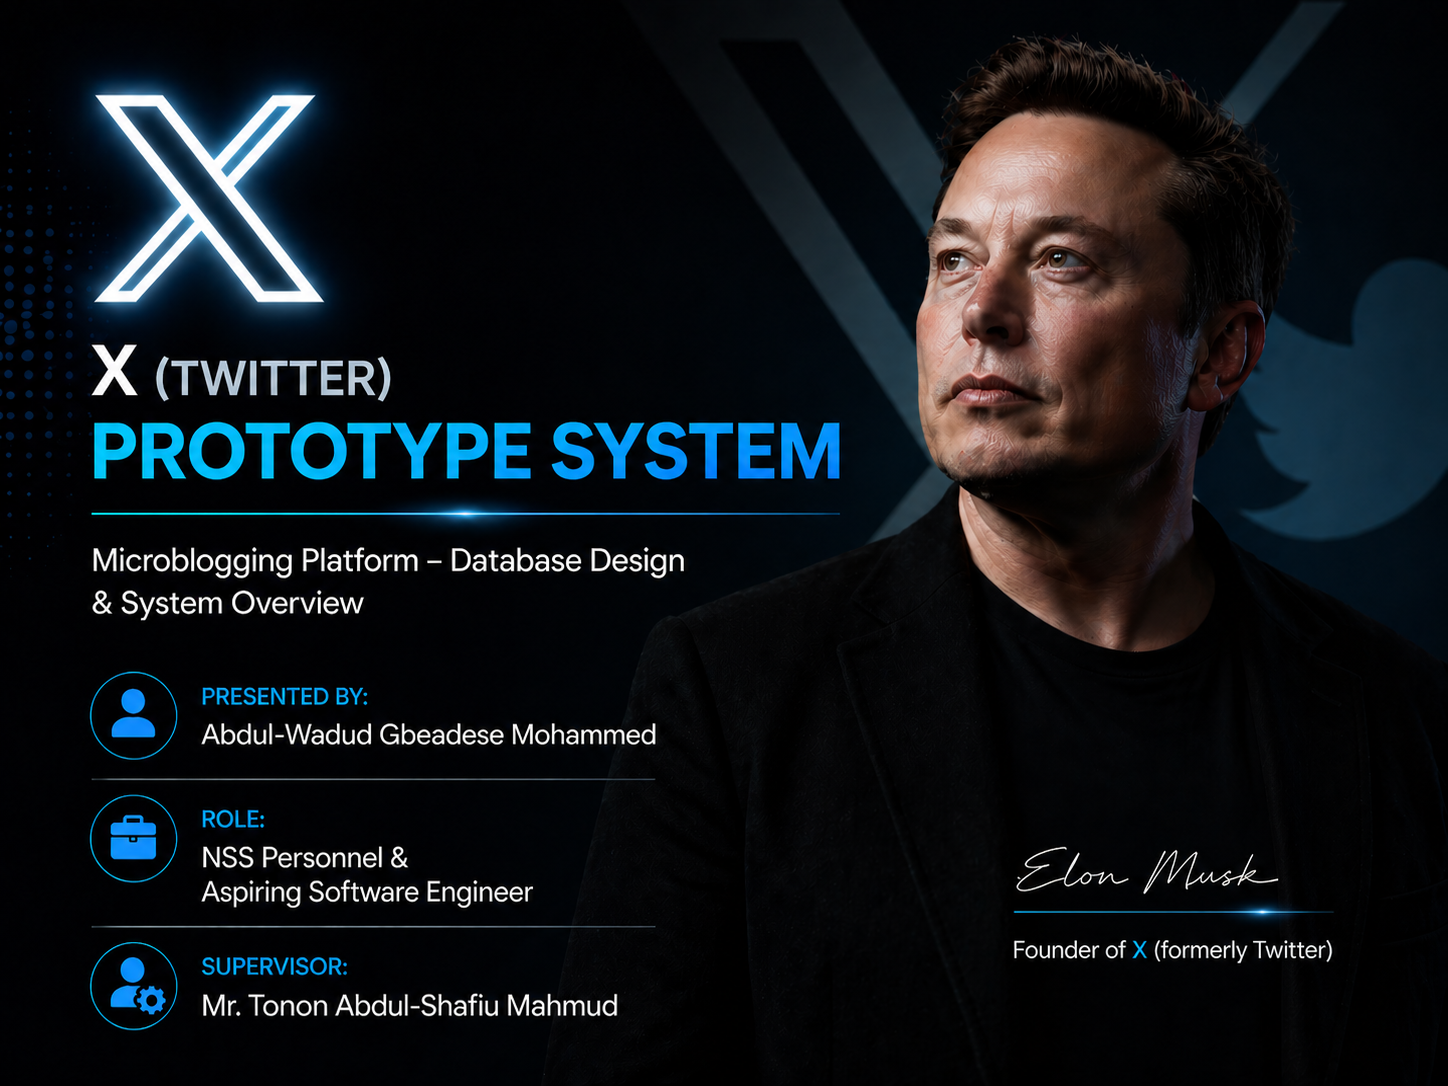 X (TWITTER)
PROTOTYPE SYSTEM
Microblogging Platform – Database Design
& System Overview
PRESENTED BY:
Abdul-Wadud Gbeadese Mohammed
ROLE:
NSS Personnel &
Aspiring Software Engineer
SUPERVISOR:
Mr. Tonon Abdul-Shafiu Mahmud
Elon Musk
Founder of X (formerly Twitter)